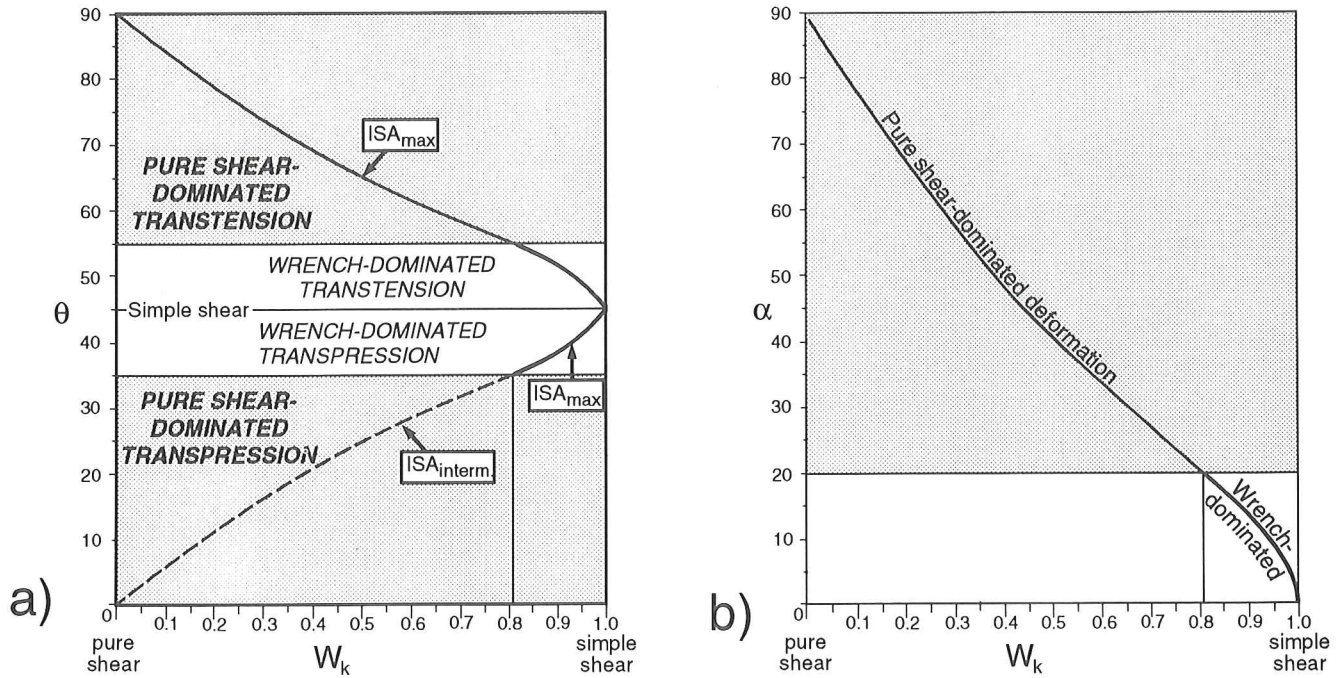 90
80
70
60
50
40
30
20
10
θ
ISAmax
PURE SHEAR-
DOMINATED
TRANSTENSION
WRENCH-DOMINATED
TRANSTENSION
Simple shear
WRENCH-DOMINATED
TRANSPRESSION
ISAmax
PURE SHEAR-
DOMINATED
TRANSPRESSION
ISAinterm.
0 0.1 0.2 0.3 0.4 0.5 0.6 0.7 0.8 0.9 1.0
pure
shear
Wk
simple
shear
a)
90
80
70
60
50
40
30
20
10
α
Pure shear-dominated deformation
Wrench-
dominated
0 0.1 0.2 0.3 0.4 0.5 0.6 0.7 0.8 0.9 1.0
pure
shear
Wk
simple
shear
b)